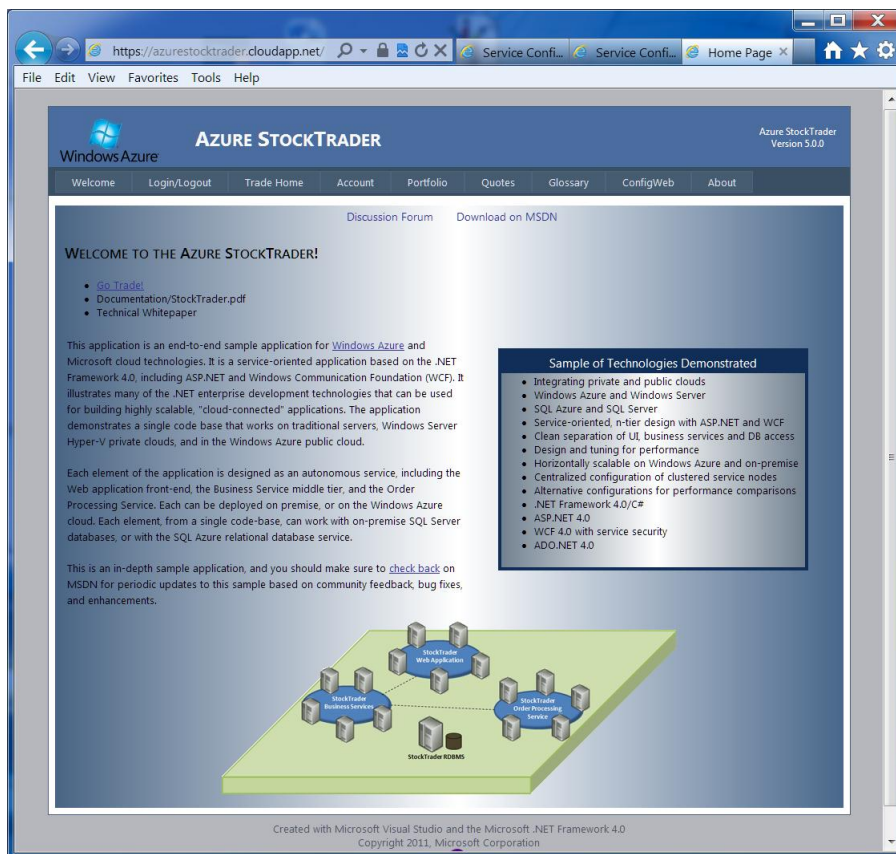 https://azurestocktrader.cloudapp.net/
Service Confi...
Service Confi...
Home Page
File Edit View Favorites Tools Help
Windows Azure
AZURE STOCKTRADER
Azure StockTrader
Version 5.0.0
Welcome Login/Logout Trade Home Account Portfolio Quotes Glossary ConfigWeb About
Discussion Forum Download on MSDN
WELCOME TO THE AZURE STOCKTRADER!
Go Trade!
Documentation/StockTrader.pdf
Technical Whitepaper
This application is an end-to-end sample application for Windows Azure and
Microsoft cloud technologies. It is a service-oriented application based on the .NET
Framework 4.0, including ASP.NET and Windows Communication Foundation (WCF). It
illustrates many of the .NET enterprise development technologies that can be used
for building highly scalable, "cloud-connected" applications. The application
demonstrates a single code base that works on traditional servers, Windows Server
Hyper-V private clouds, and in the Windows Azure public cloud.
Each element of the application is designed as an autonomous service, including the
Web application front-end, the Business Service middle tier, and the Order
Processing Service. Each can be deployed on premise, or on the Windows Azure
cloud. Each element, from a single code-base, can work with on-premise SQL Server
databases, or with the SQL Azure relational database service.
This is an in-depth sample application, and you should make sure to check back on
MSDN for periodic updates to this sample based on community feedback, bug fixes,
and enhancements.
Sample of Technologies Demonstrated
Integrating private and public clouds
Windows Azure and Windows Server
SQL Azure and SQL Server
Service-oriented, n-tier design with ASP.NET and WCF
Clean separation of UI, business services and DB access
Design and tuning for performance
Horizontally scalable on Windows Azure and on-premise
Centralized configuration of clustered service nodes
Alternative configurations for performance comparisons
.NET Framework 4.0/C#
ASP.NET 4.0
WCF 4.0 with service security
ADO.NET 4.0
StockTrader
Web Application
StockTrader
Business Services
StockTrader
Order Processing
Service
StockTrader RDBMS
Created with Microsoft Visual Studio and the Microsoft .NET Framework 4.0
Copyright 2011, Microsoft Corporation